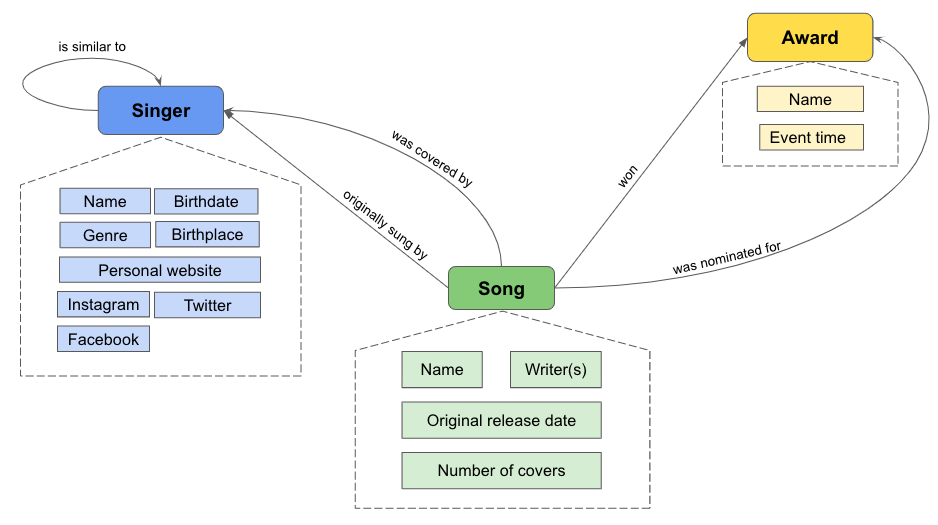 is similar to
Singer
Name
Birthdate
Genre
Birthplace
Personal website
Instagram
Twitter
Facebook
was covered by
originally sung by
Song
Name
Writer(s)
Original release date
Number of covers
won
was nominated for
Award
Name
Event time